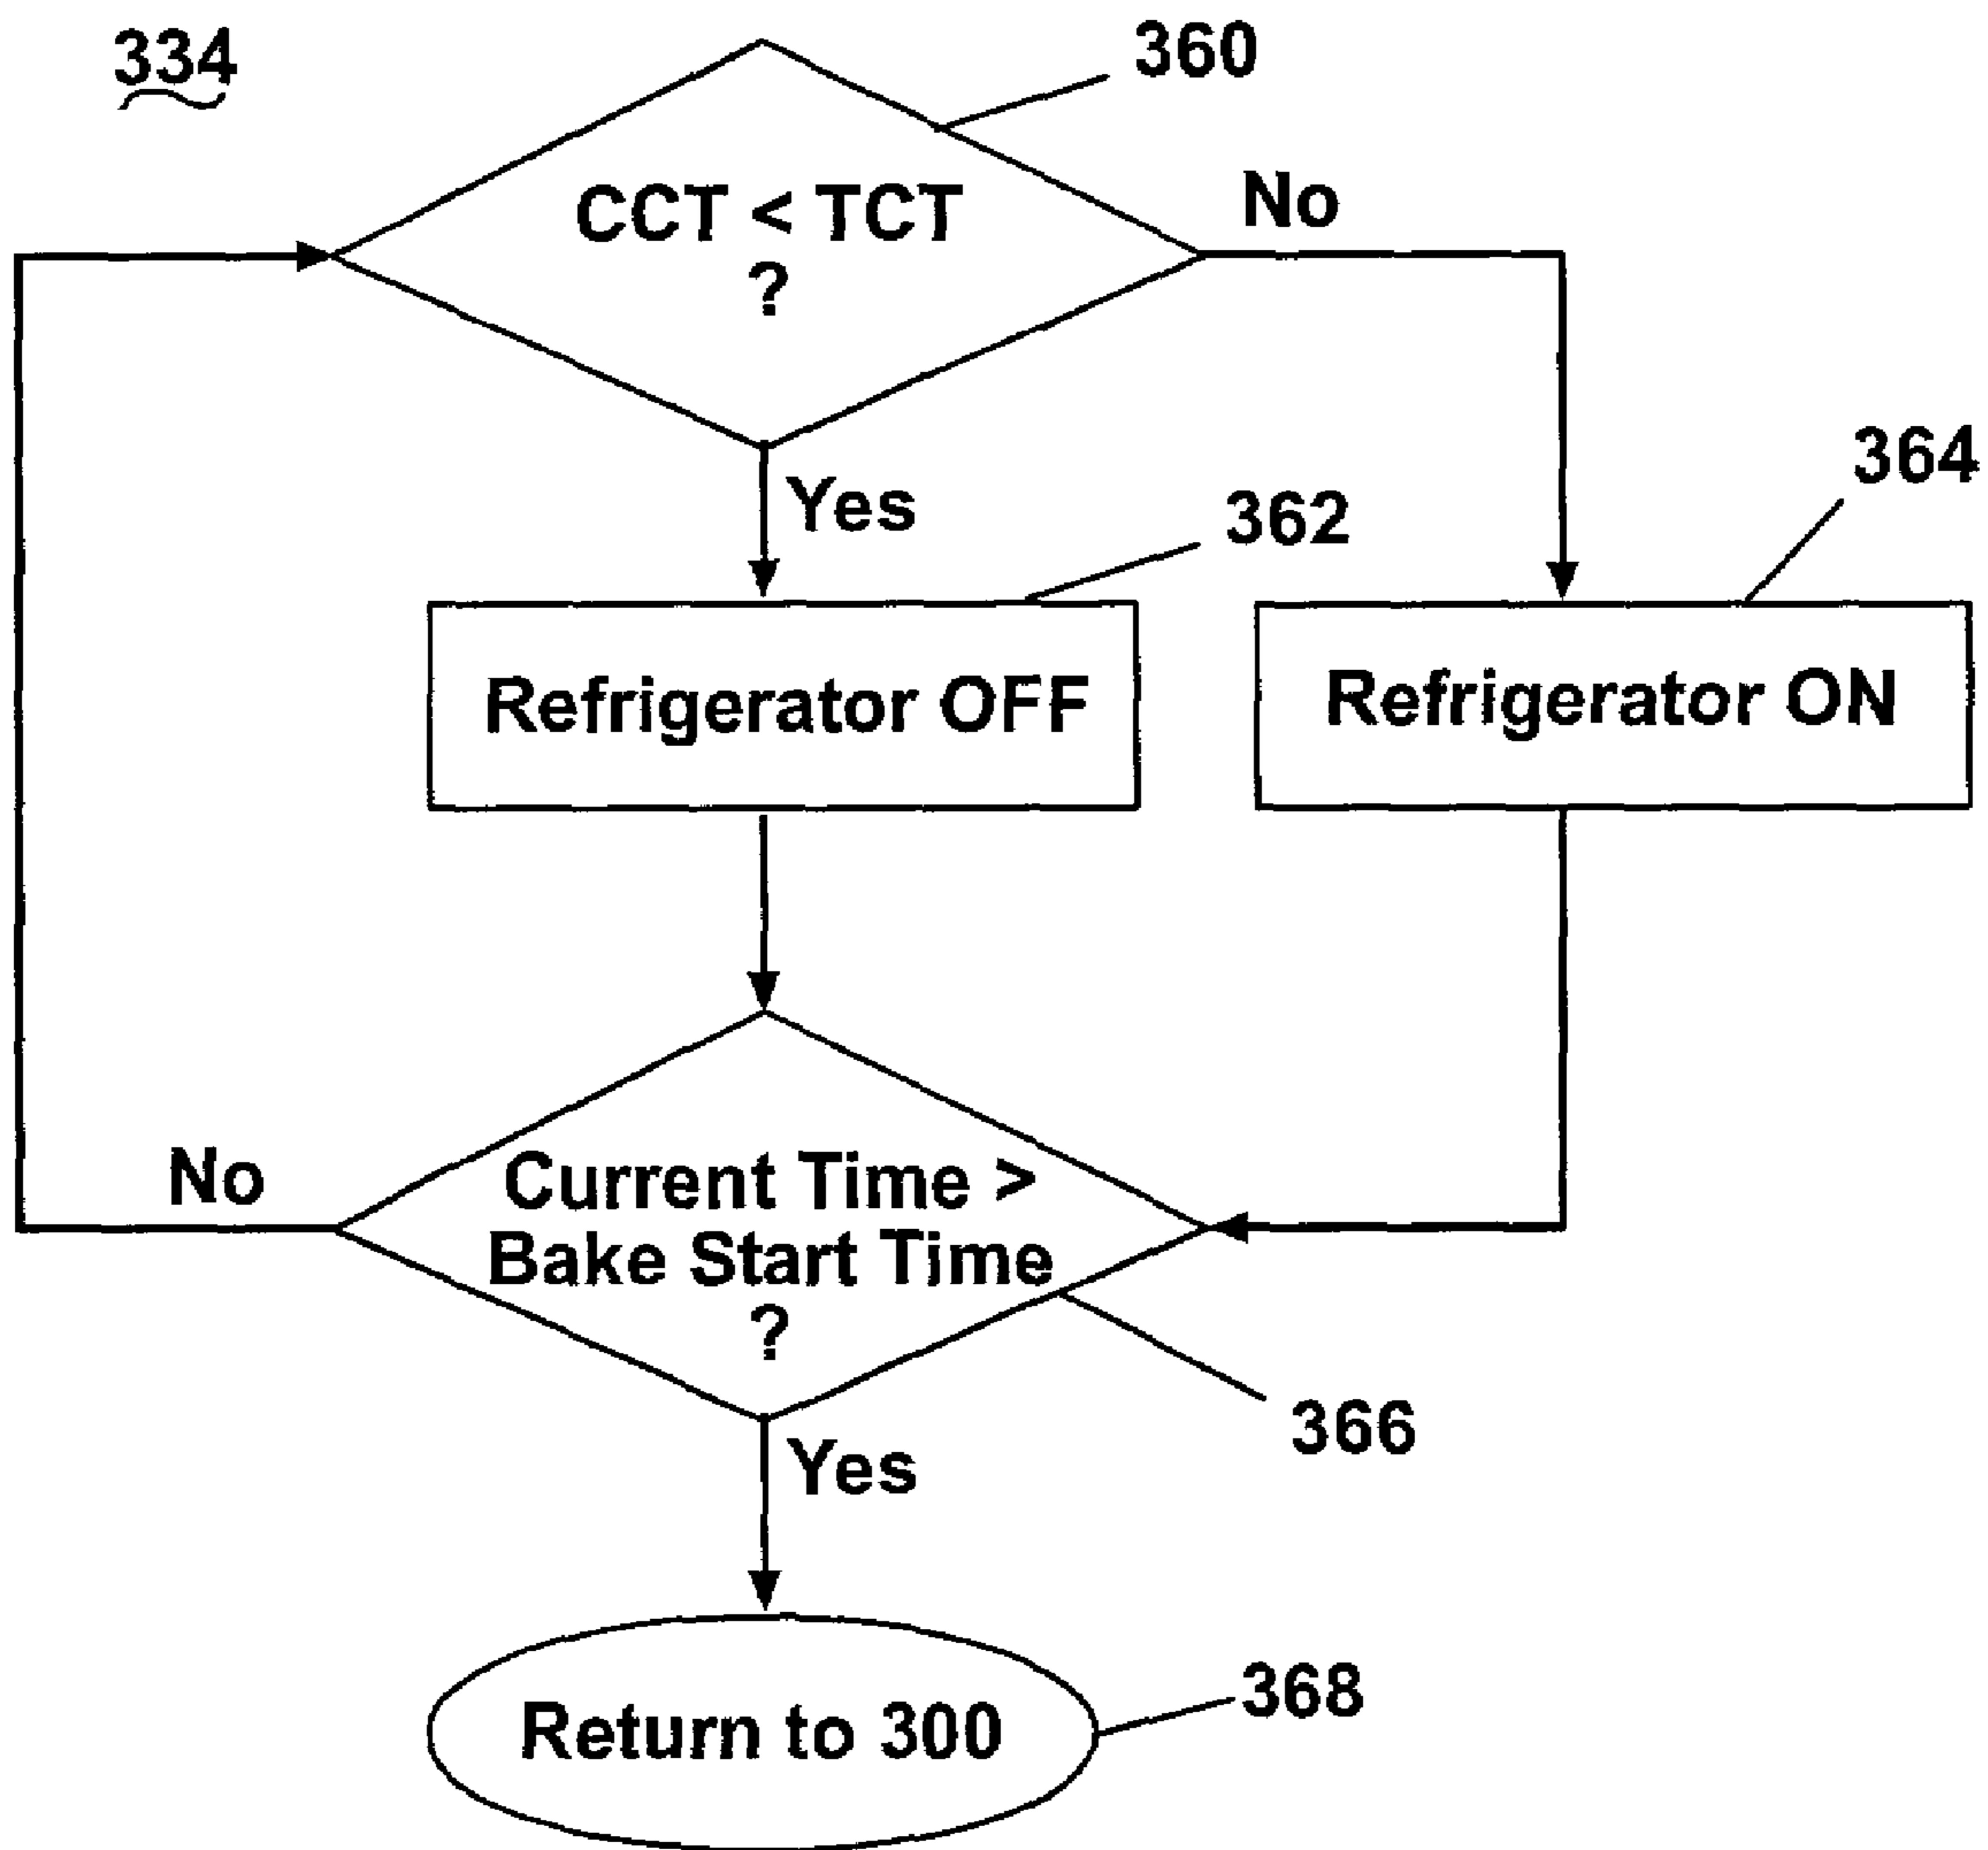 334
360
CCT < TCT
?
No
Yes
362
364
Refrigerator OFF
Refrigerator ON
No
Current Time >
Bake Start Time
?
366
Yes
Return to 300
368